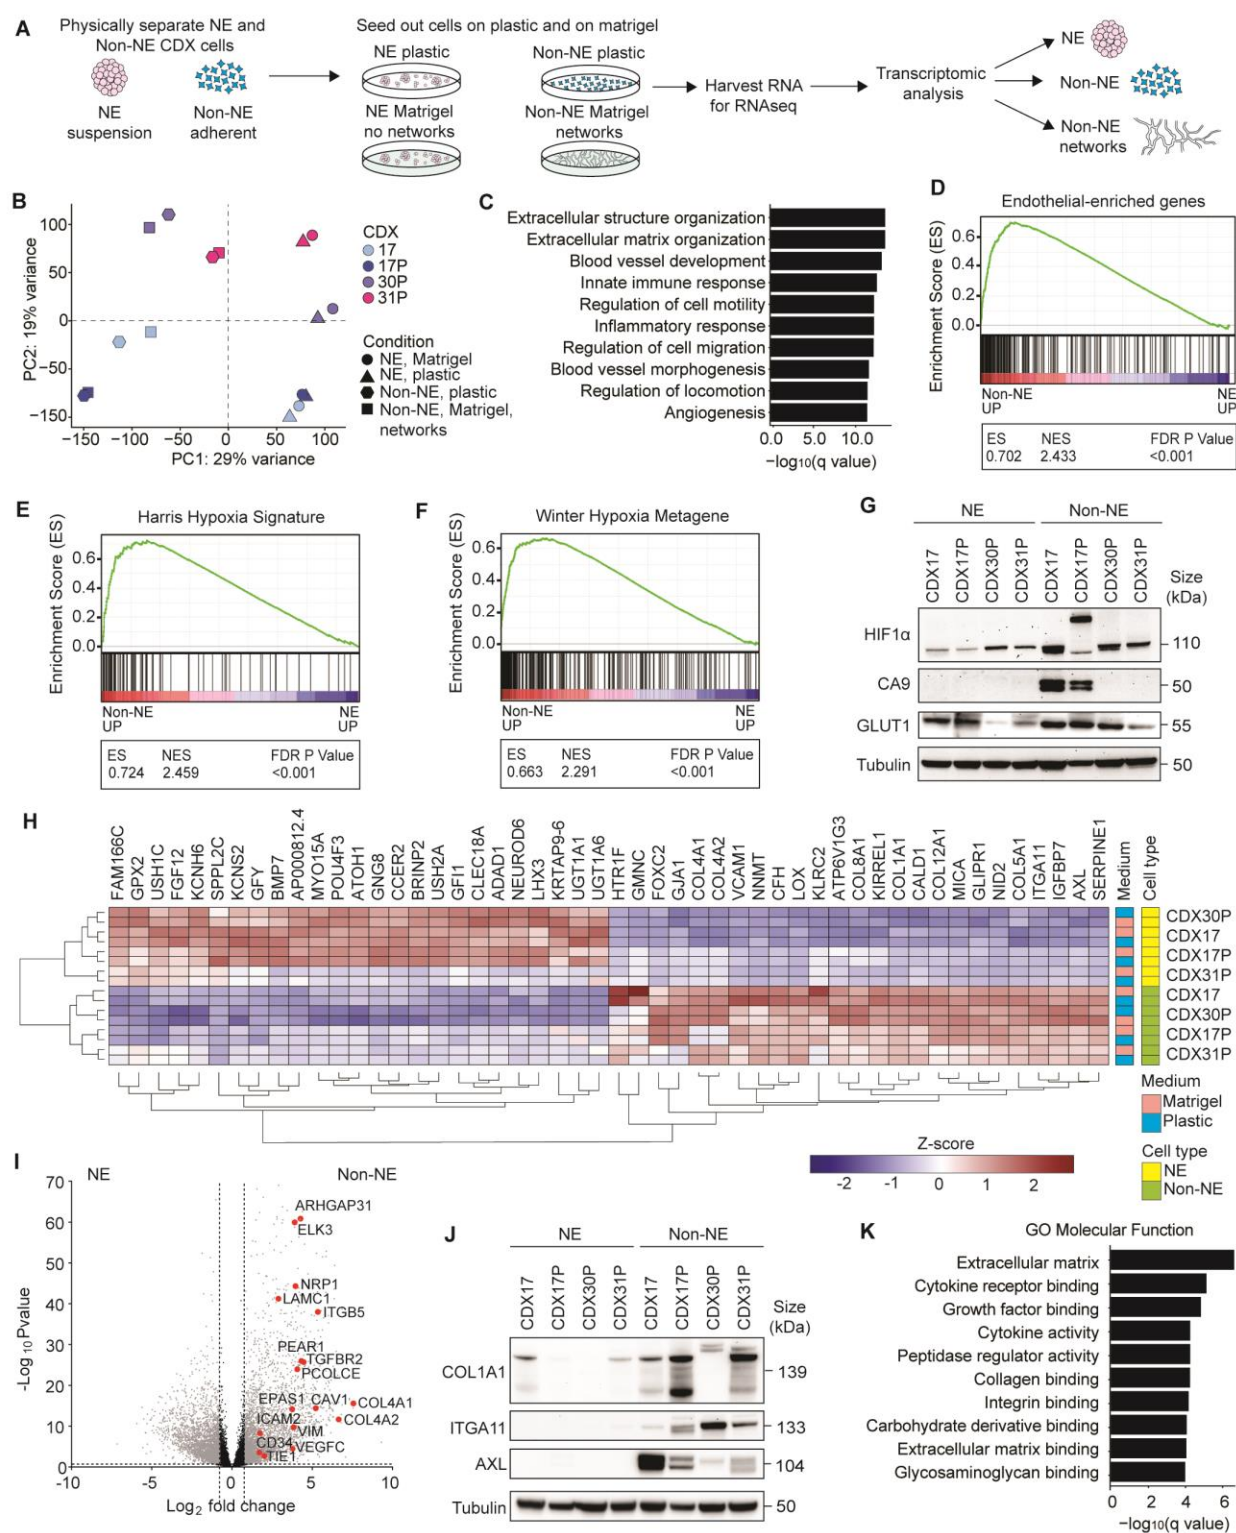 A
Physically separate NE and
Non-NE CDX cells
NE
suspension
Non-NE
adherent
Seed out cells on plastic and on matrigel
NE plastic
Non-NE plastic
NE Matrigel
no networks
Non-NE Matrigel
networks
Harvest RNA
for RNAseq
Transcriptomic
analysis
NE
Non-NE
Non-NE
networks
B
PC2: 19% variance
100
50
0
−50
−150
−150
−100
−50
0
50
100
PC1: 29% variance
CDX
17
17P
30P
31P
Condition
NE, Matrigel
NE, plastic
Non-NE, plastic
Non-NE, Matrigel,
networks
C
Extracellular structure organization
Extracellular matrix organization
Blood vessel development
Innate immune response
Regulation of cell motility
Inflammatory response
Regulation of cell migration
Blood vessel morphogenesis
Regulation of locomotion
Angiogenesis
0.0 5.0 10.0
−log10(q value)
D
Endothelial-enriched genes
Enrichment Score (ES)
0.6
0.4
0.2
0.0
Non-NE
UP
NE
UP
ES NES FDR P Value
0.702 2.433 <0.001
E
Harris Hypoxia Signature
Enrichment Score (ES)
0.6
0.4
0.2
0.0
Non-NE
UP
NE
UP
ES NES FDR P Value
0.724 2.459 <0.001
F
Winter Hypoxia Metagene
Enrichment Score (ES)
0.6
0.4
0.2
0.0
Non-NE
UP
NE
UP
ES NES FDR P Value
0.663 2.291 <0.001
G
NE Non-NE
CDX17 CDX17P CDX30P CDX31P CDX17 CDX17P CDX30P CDX31P
Size
(kDa)
HIF1α 110
CA9 50
GLUT1 55
Tubulin 50
H
FAM166C GPX2 USH1C FGF12 KCNH6 SPPL2C KCNS2 GFY BMP7 AP000812.4 MYO15A POU4F3 ATOH1 GNG8 CCER2 BRINP2 USH2A GFI1 CLEC18A ADAD1 NEUROD6 LHX3 KRTAP9-6 UGT1A1 UGT1A6 HTR1F GMNC FOXC2 GJA1 COL4A1 COL4A2 VCAM1 NNMT CFH LOX KLRC2 ATP6V1G3 COL8A1 KIRREL1 COL1A1 CALD1 COL12A1 MICA GLIPR1 NID2 COL5A1 ITGA11 IGFBP7 AXL SERPINE1 Medium Cell type
CDX30P
CDX17
CDX17P
CDX31P
CDX17
CDX30P
CDX17P
CDX31P
Medium
Matrigel
Plastic
Cell type
NE
Non-NE
Z-score
-2 -1 0 1 2
I
NE Non-NE
-Log10 Pvalue
70
60
50
40
30
20
10
0
ARHGAP31
ELK3
NRP1
LAMC1
ITGB5
PEAR1
TGFBR2
PCOLCE
EPAS1 CAV1 COL4A1
ICAM2 COL4A2
VIM
CD34 VEGFC
TIE1
-10 -5 0 5 10
Log2 fold change
J
NE Non-NE
CDX17 CDX17P CDX30P CDX31P CDX17 CDX17P CDX30P CDX31P
Size
(kDa)
COL1A1 139
ITGA11 133
AXL 104
Tubulin 50
K
GO Molecular Function
Extracellular matrix
Cytokine receptor binding
Growth factor binding
Cytokine activity
Peptidase regulator activity
Collagen binding
Integrin binding
Carbohydrate derivative binding
Extracellular matrix binding
Glycosaminoglycan binding
0 2 4 6
−log10(q value)